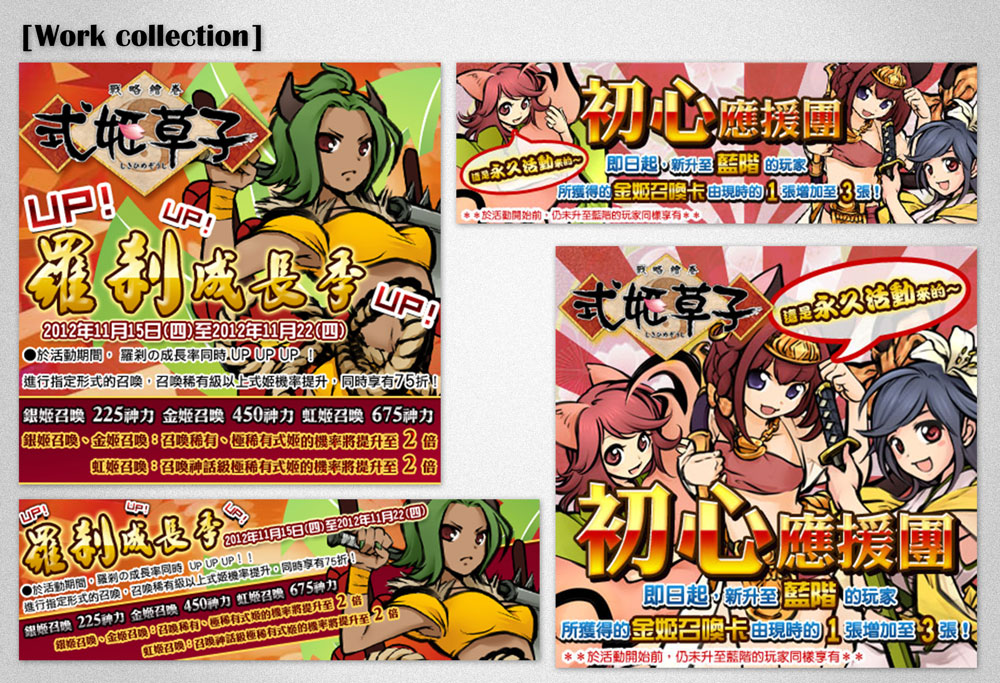 [Work collection]
戰略繪卷
式姫草子
しきひめぞうし
UP!
UP!
羅刹成長季
UP!
2012年11月15日(四)至2012年11月22(四)
●於活動期間， 羅刹の成長率同時 UP UP UP ！
進行指定形式的召喚，召喚稀有級以上式姬機率提升，同時享有75折！
銀姬召喚 225神力 金姬召喚 450神力 虹姬召喚 675神力
銀姬召喚、金姬召喚：召喚稀有、極稀有式姬的機率將提升至 2 倍
虹姬召喚：召喚神話級極稀有式姬的機率將提升至 2 倍
初心應援團
這是永久活動來的~
即日起，新升至 藍階 的玩家
所獲得的金姬召喚卡由現時的 1 張增加至 3 張！
**於活動開始前，仍未升至藍階的玩家同樣享有**
UP!
UP!
UP!
羅刹成長季
2012年11月15日(四)至2012年11月22(四)
●於活動期間，羅刹の成長率同時 UP UP UP！！
進行指定形式的召喚，召喚稀有級以上式姬機率提升，同時享有75折！
銀姬召喚 225神力 金姬召喚 450神力 虹姬召喚 675神力
銀姬召喚、金姬召喚：召喚稀有、極稀有式姬的機率將提升至 2 倍
虹姬召喚：召喚神話級極稀有式姬的機率將提升至 2 倍
戰略繪卷
式姫草子
しきひめぞうし
這是永久活動來的~
初心應援團
即日起，新升至 藍階 的玩家
所獲得的金姬召喚卡由現時的 1 張增加至 3 張！
**於活動開始前，仍未升至藍階的玩家同樣享有**